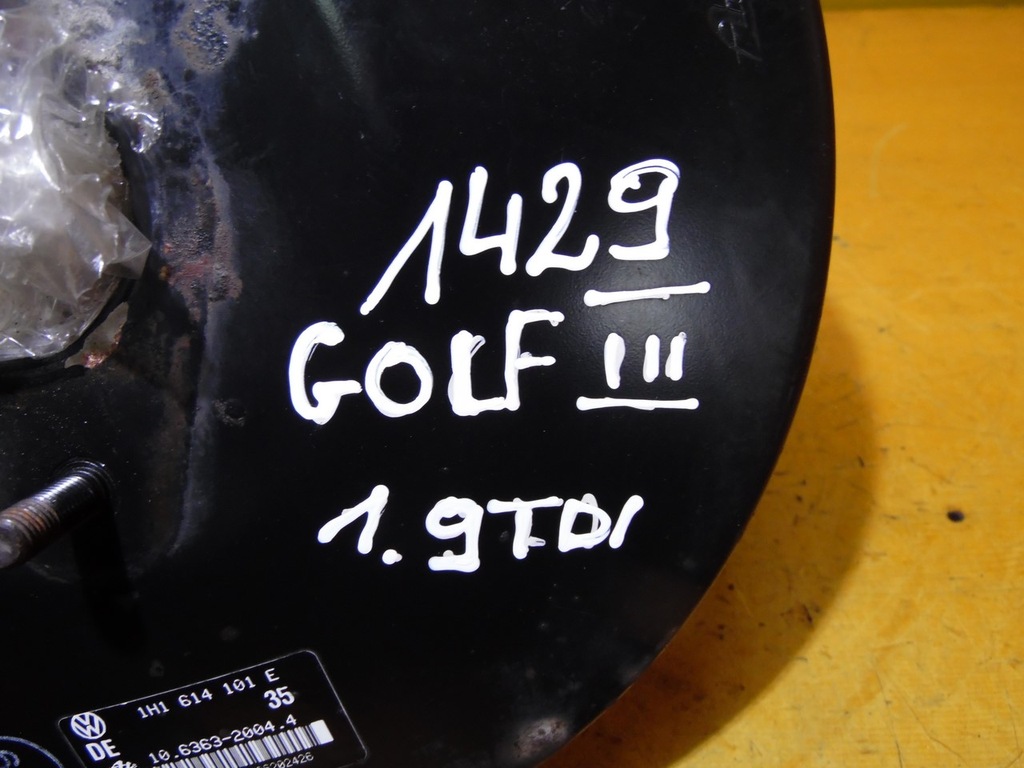 1429
GOLF III
1.9TDI
1H1 614 101 E
35
DE
10.6363-2004.4